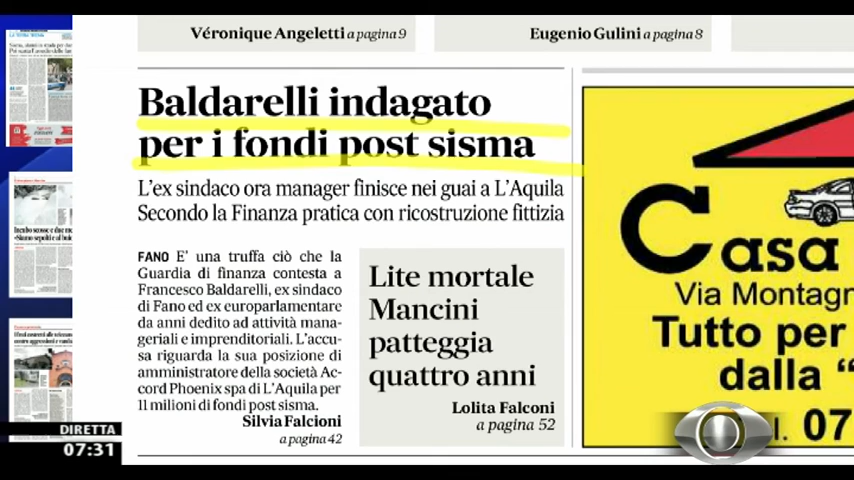 Véronique Angeletti a pagina 9
Eugenio Gulini a pagina 8
Baldarelli indagato
per i fondi post sisma
L'ex sindaco ora manager finisce nei guai a L'Aquila
Secondo la Finanza pratica con ricostruzione fittizia
FANO E' una truffa ciò che la
Guardia di finanza contesta a
Francesco Baldarelli, ex sindaco
di Fano ed ex europarlamentare
da anni dedito ad attività mana-
geriali e imprenditoriali. L'accu-
sa riguarda la sua posizione di
amministratore della società Ac-
cord Phoenix spa di L'Aquila per
11 milioni di fondi post sisma.
Silvia Falcioni
a pagina 42
Lite mortale
Mancini
patteggia
quattro anni
Lolita Falconi
a pagina 52
Casa
Via Montagn
Tutto per
dalla “
l. 07
DIRETTA
07:31